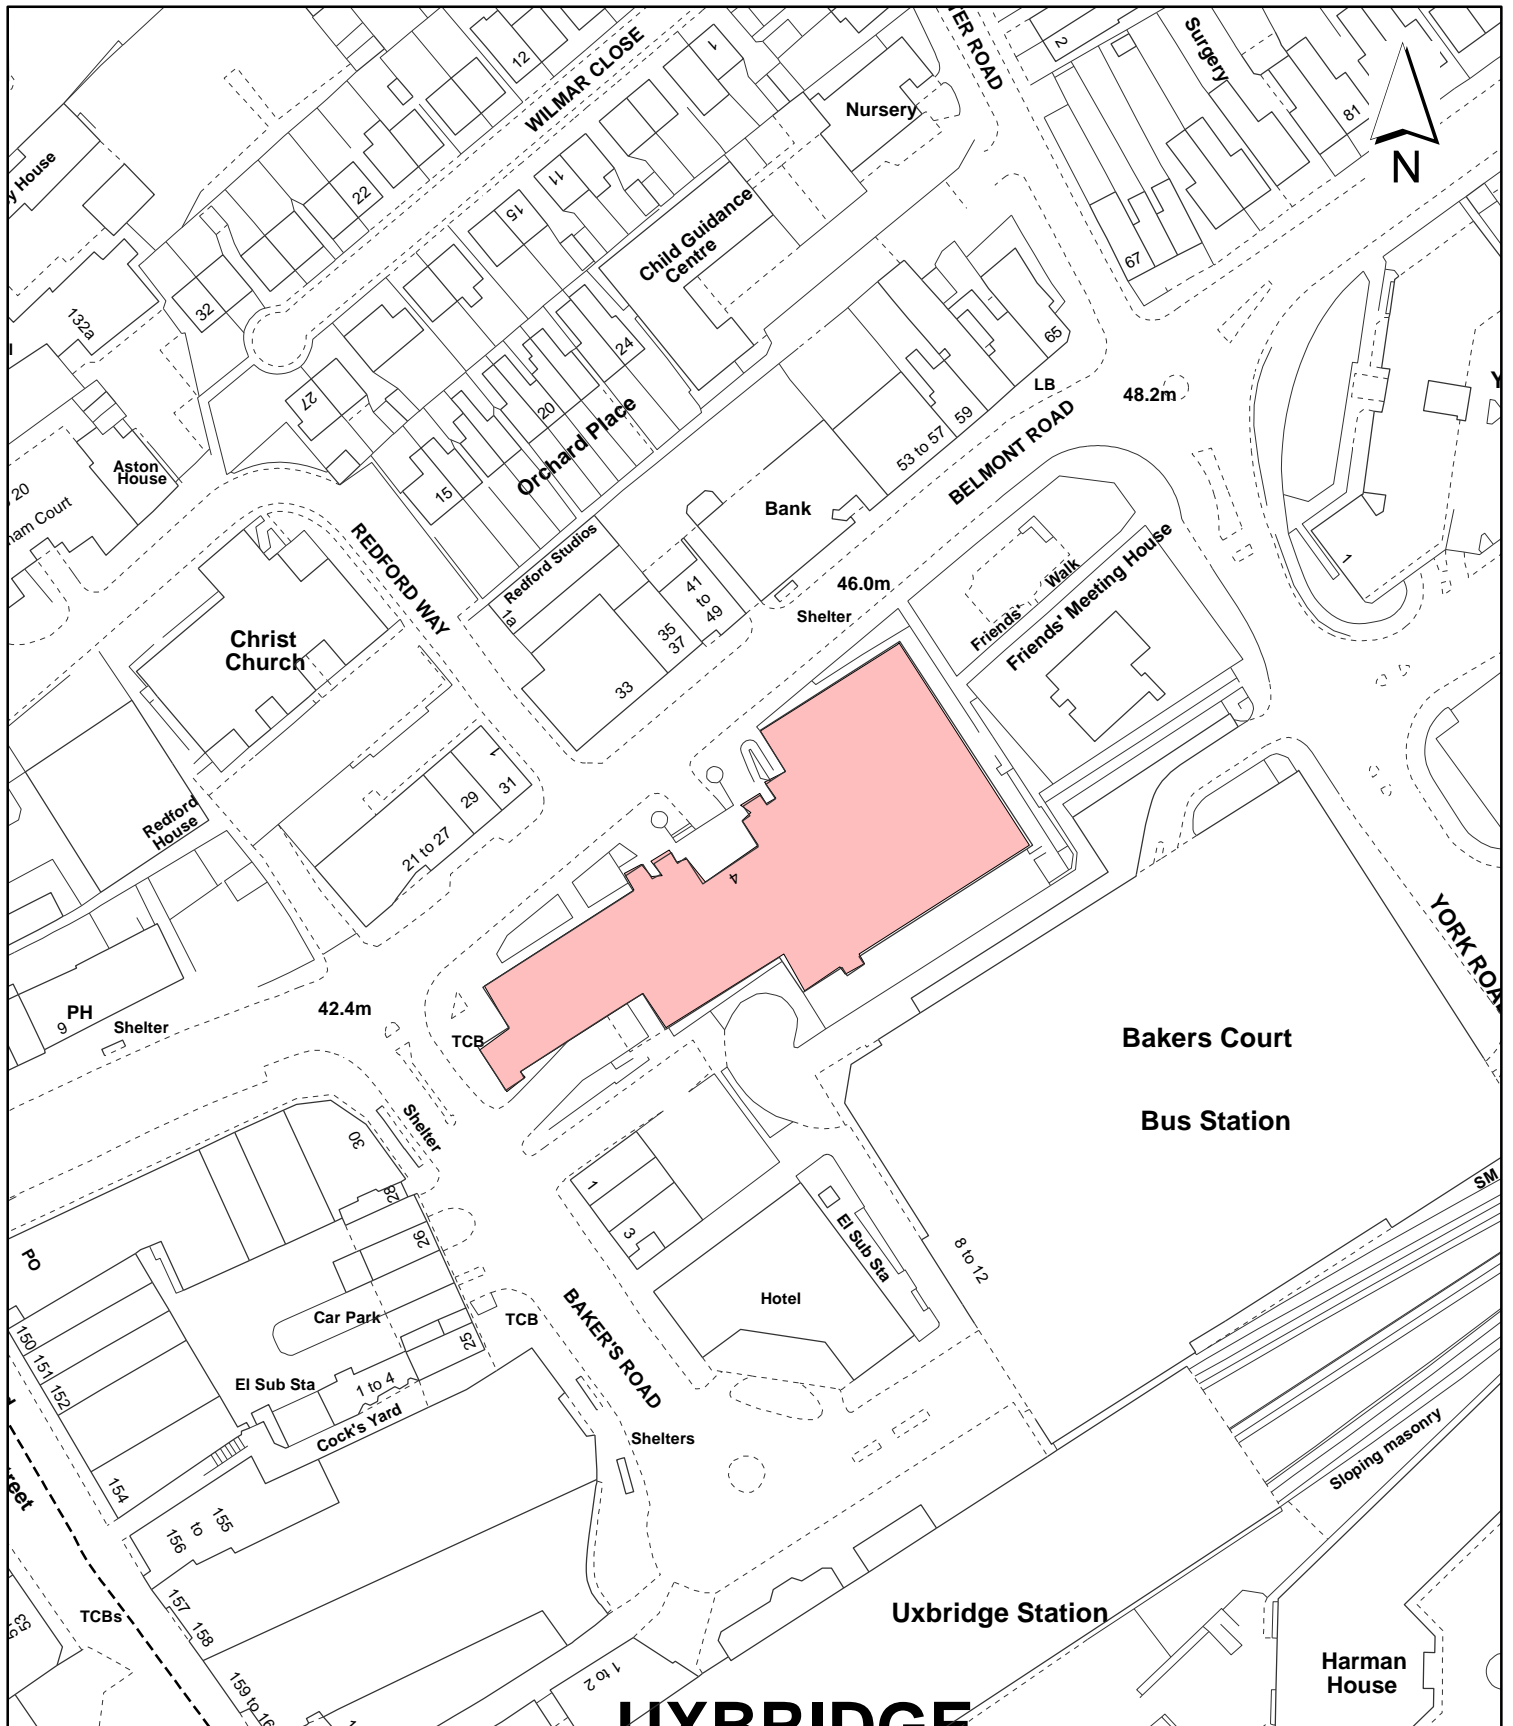 12
WILMAR CLOSE
1
Nursery
TER ROAD
2
Surgery
81
N
y House
22
11
15
Child Guidance
Centre
67
32
132a
24
65
LB
48.2m
27
20
Orchard Place
59
53 to 57
BELMONT ROAD
Aston
House
15
20
ham Court
Bank
REDFORD WAY
Redford Studios
1a
41
to
49
46.0m
Shelter
Walk
Friends'
Friends' Meeting House
1
Christ
Church
35
37
33
1
31
29
21 to 27
Redford
House
4
YORK ROAD
PH
9
Shelter
42.4m
TCB
Bakers Court
Bus Station
Shelter
30
28
26
1
3
El Sub Sta
8 to 12
SM
PO
Hotel
Car Park
TCB
25
BAKER'S ROAD
150
151
152
El Sub Sta
1 to 4
Cock's Yard
Shelters
Sloping masonry
154
reet
155
to
156
157
158
TCBs
53
Uxbridge Station
Harman
House
159 to 16
1 to 2
UXBRIDGE